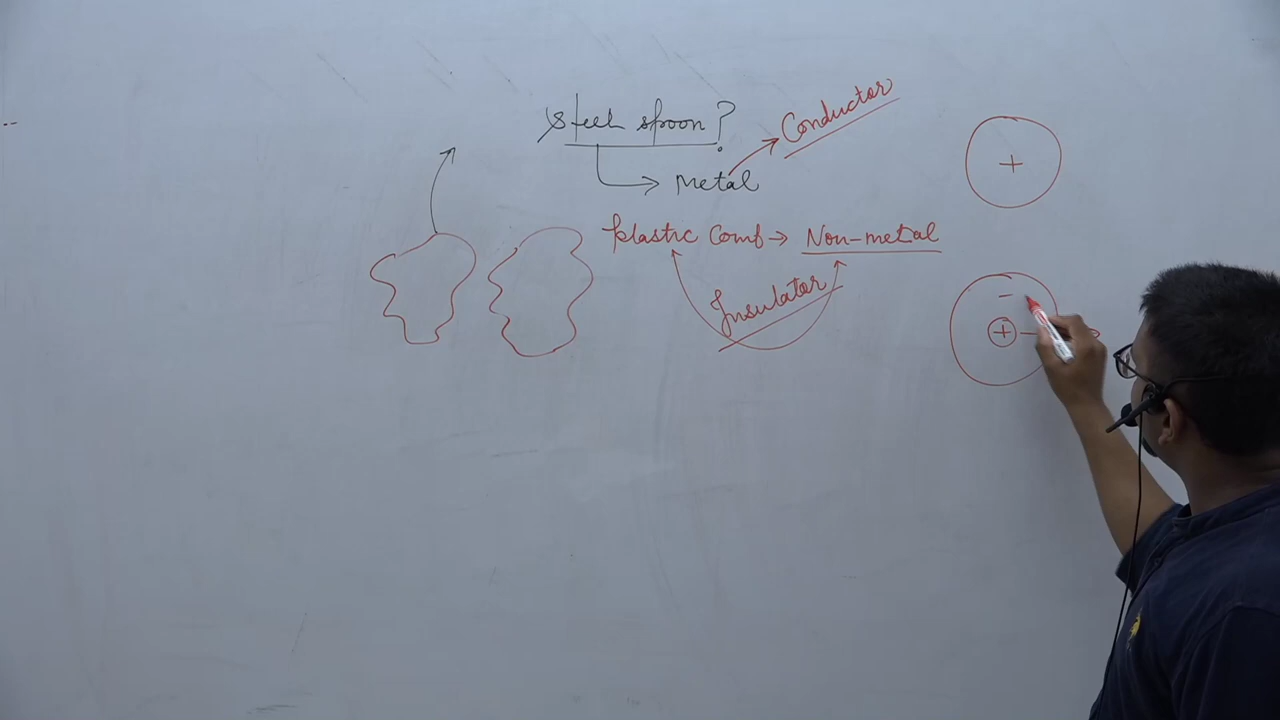 Steel spoon?
Conductor
Metal
Plastic Comb → Non-metal
Insulator
+
-
+ -